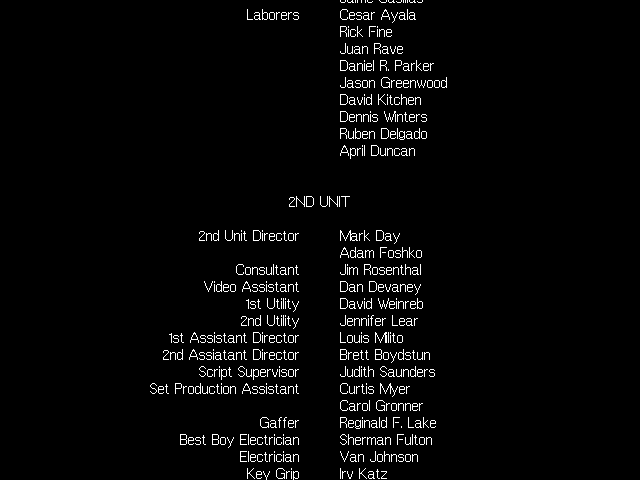 Jaime Casillas
Laborers Cesar Ayala
Rick Fine
Juan Rave
Daniel R. Parker
Jason Greenwood
David Kitchen
Dennis Winters
Ruben Delgado
April Duncan
2ND UNIT
2nd Unit Director Mark Day
Adam Foshko
Consultant Jim Rosenthal
Video Assistant Dan Devaney
1st Utility David Weinreb
2nd Utility Jennifer Lear
1st Assistant Director Louis Milito
2nd Assiatant Director Brett Boydstun
Script Supervisor Judith Saunders
Set Production Assistant Curtis Myer
Carol Gronner
Gaffer Reginald F. Lake
Best Boy Electrician Sherman Fulton
Electrician Van Johnson
Key Grip Irv Katz